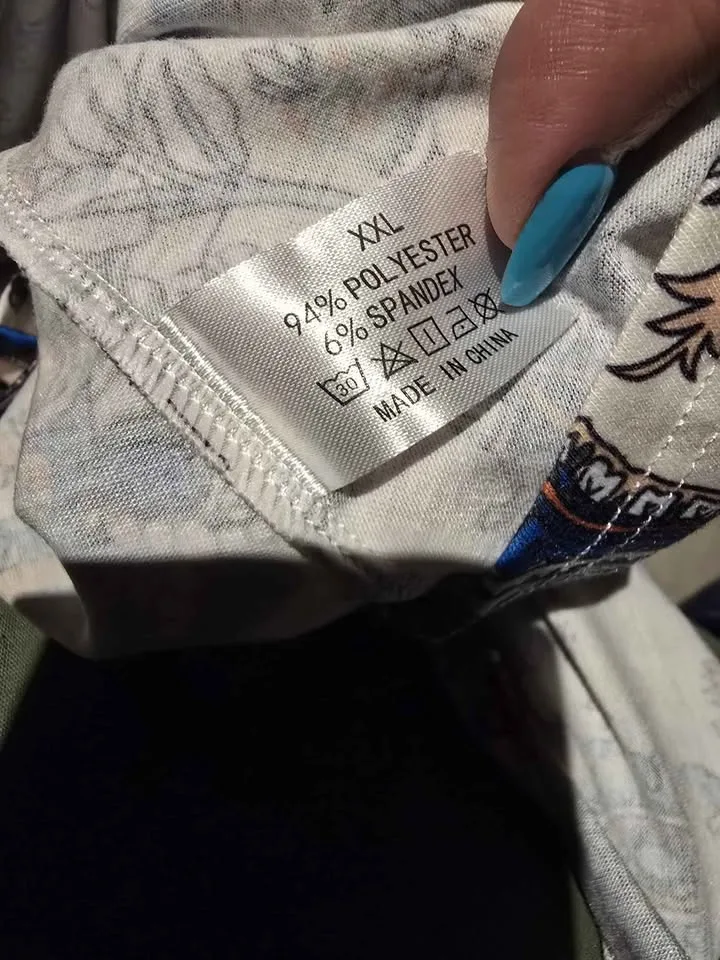 XXL
94% POLYESTER
6% SPANDEX
30
MADE IN CHINA